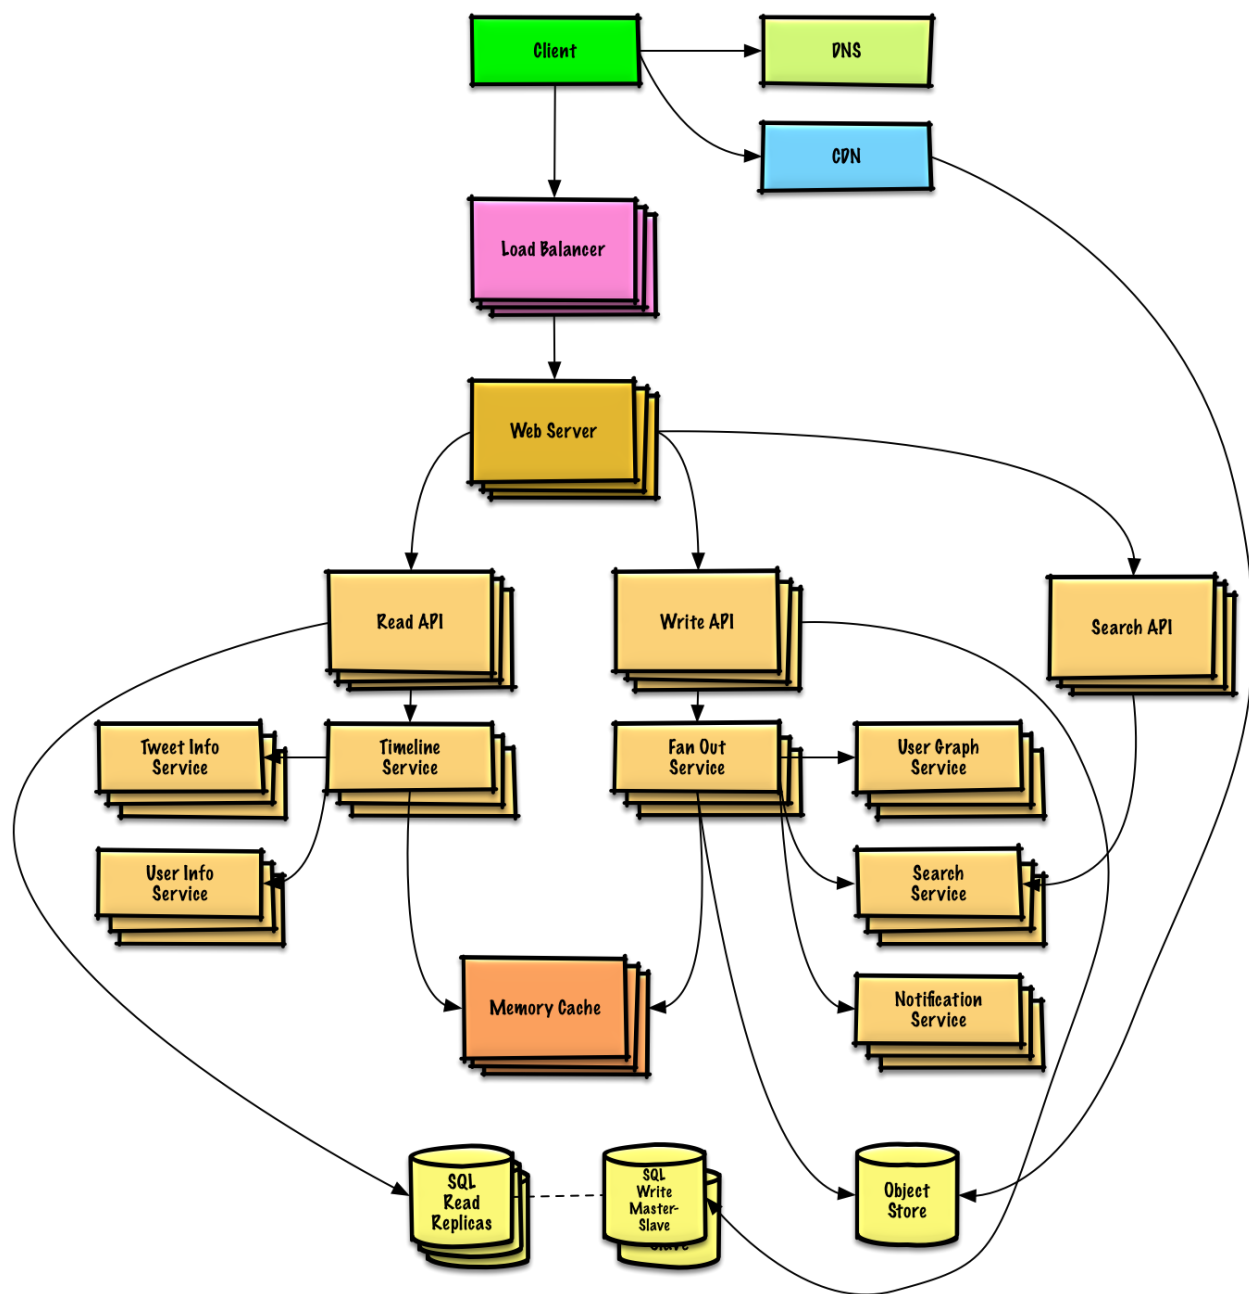 Client
DNS
CDN
Load Balancer
Web Server
Read API
Write API
Search API
Tweet Info
Service
Timeline
Service
Fan Out
Service
User Graph
Service
User Info
Service
Search
Service
Notification
Service
Memory Cache
SQL
Read
Replicas
SQL
Write
Master-
Slave
Slave
Object
Store